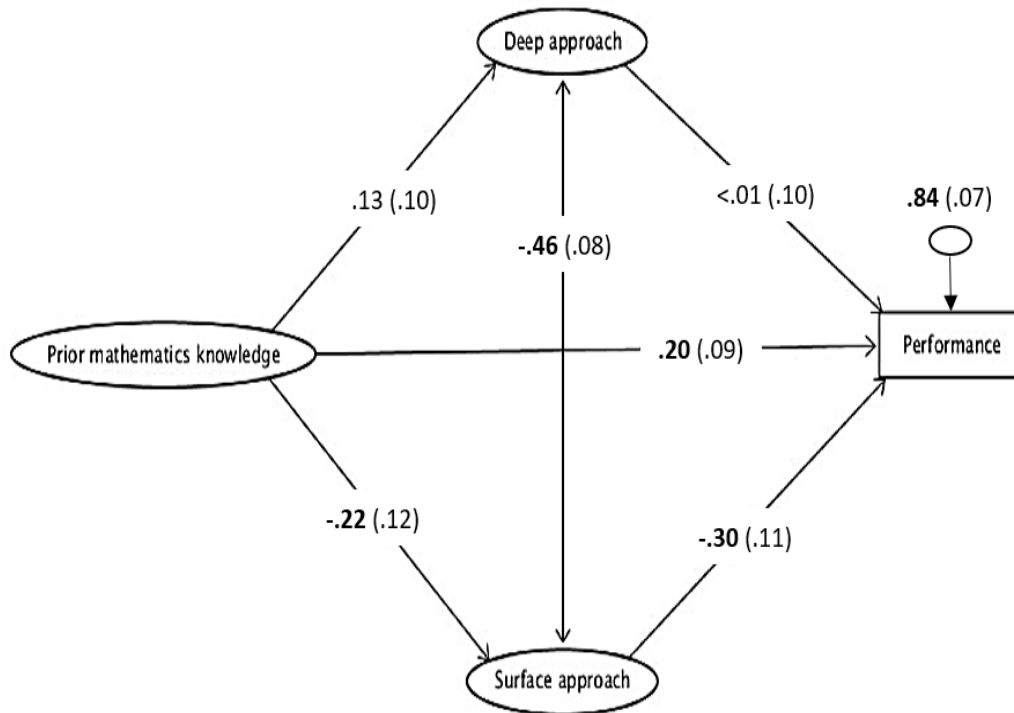 Deep approach
.13 (.10)
<.01 (.10)
.84 (.07)
-.46 (.08)
Prior mathematics knowledge
.20 (.09)
Performance
-.22 (.12)
-.30 (.11)
Surface approach